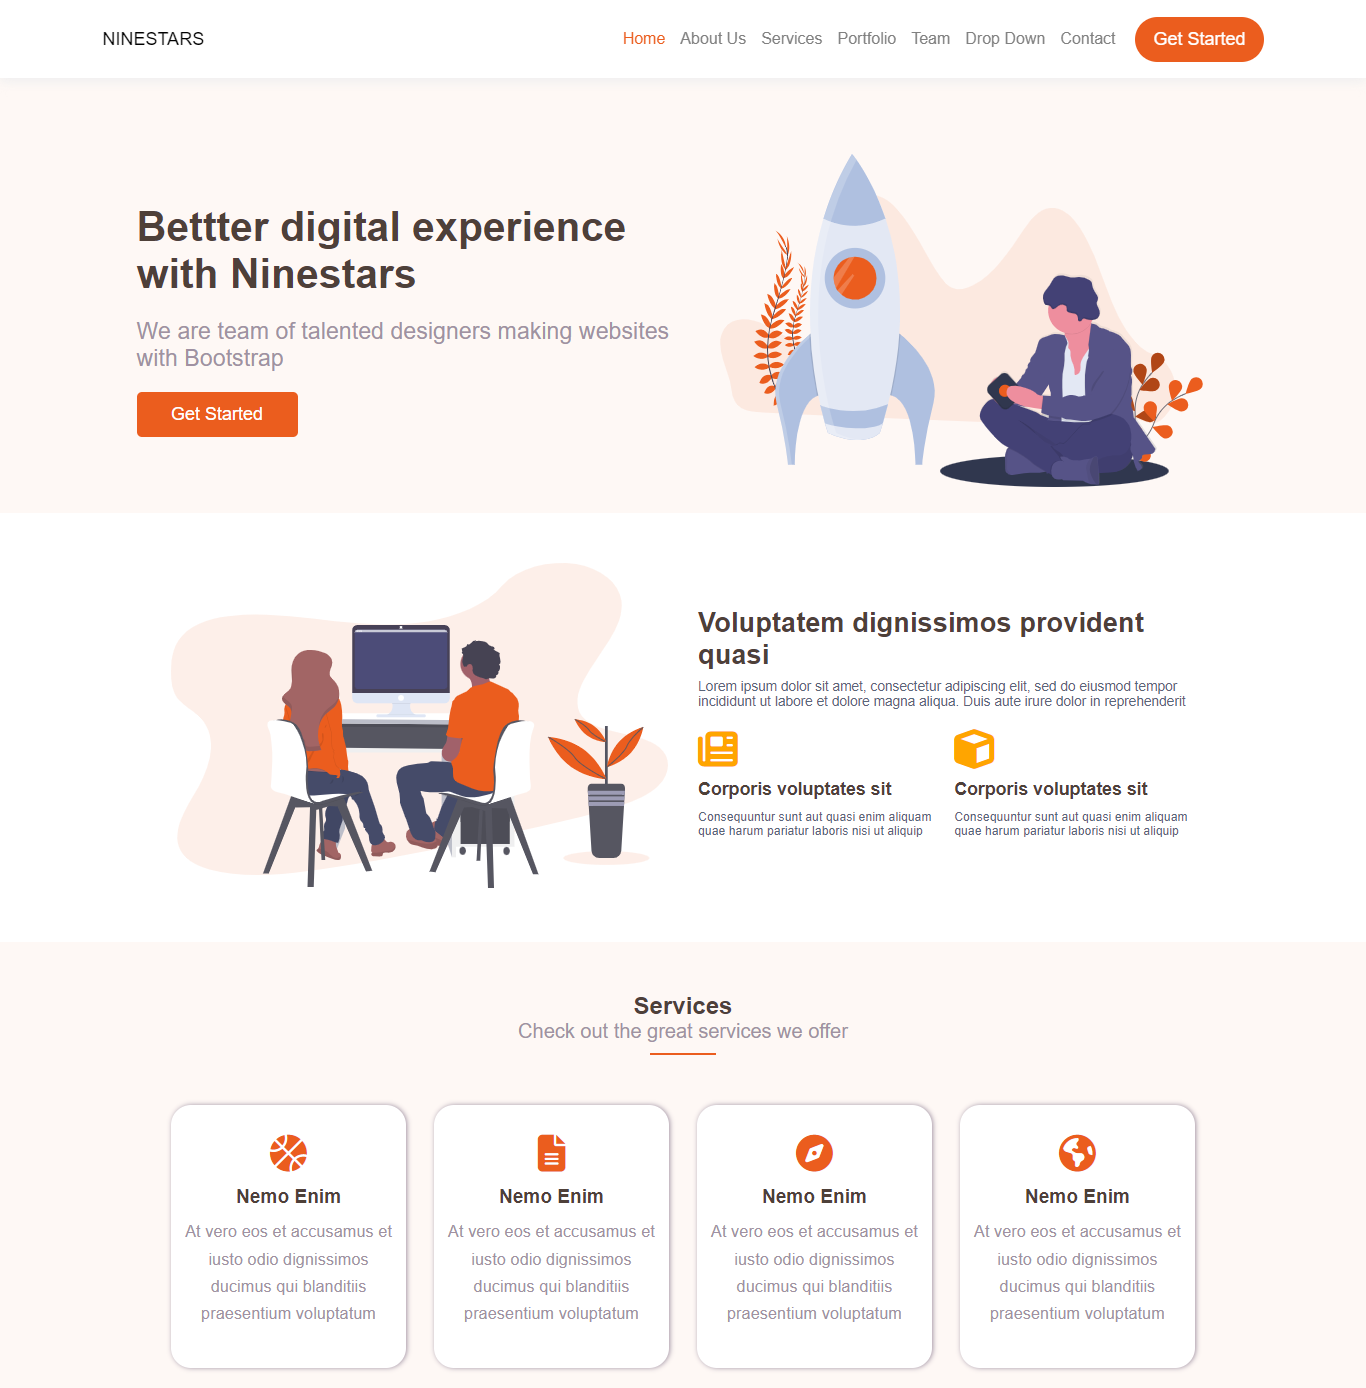 NINESTARS
Home About Us Services Portfolio Team Drop Down Contact Get Started
Bettter digital experience
with Ninestars
We are team of talented designers making websites
with Bootstrap
Get Started
Voluptatem dignissimos provident
quasi
Lorem ipsum dolor sit amet, consectetur adipiscing elit, sed do eiusmod tempor
incididunt ut labore et dolore magna aliqua. Duis aute irure dolor in reprehenderit
Corporis voluptates sit
Consequuntur sunt aut quasi enim aliquam
quae harum pariatur laboris nisi ut aliquip
Corporis voluptates sit
Consequuntur sunt aut quasi enim aliquam
quae harum pariatur laboris nisi ut aliquip
Services
Check out the great services we offer
Nemo Enim
At vero eos et accusamus et
iusto odio dignissimos
ducimus qui blanditiis
praesentium voluptatum
Nemo Enim
At vero eos et accusamus et
iusto odio dignissimos
ducimus qui blanditiis
praesentium voluptatum
Nemo Enim
At vero eos et accusamus et
iusto odio dignissimos
ducimus qui blanditiis
praesentium voluptatum
Nemo Enim
At vero eos et accusamus et
iusto odio dignissimos
ducimus qui blanditiis
praesentium voluptatum